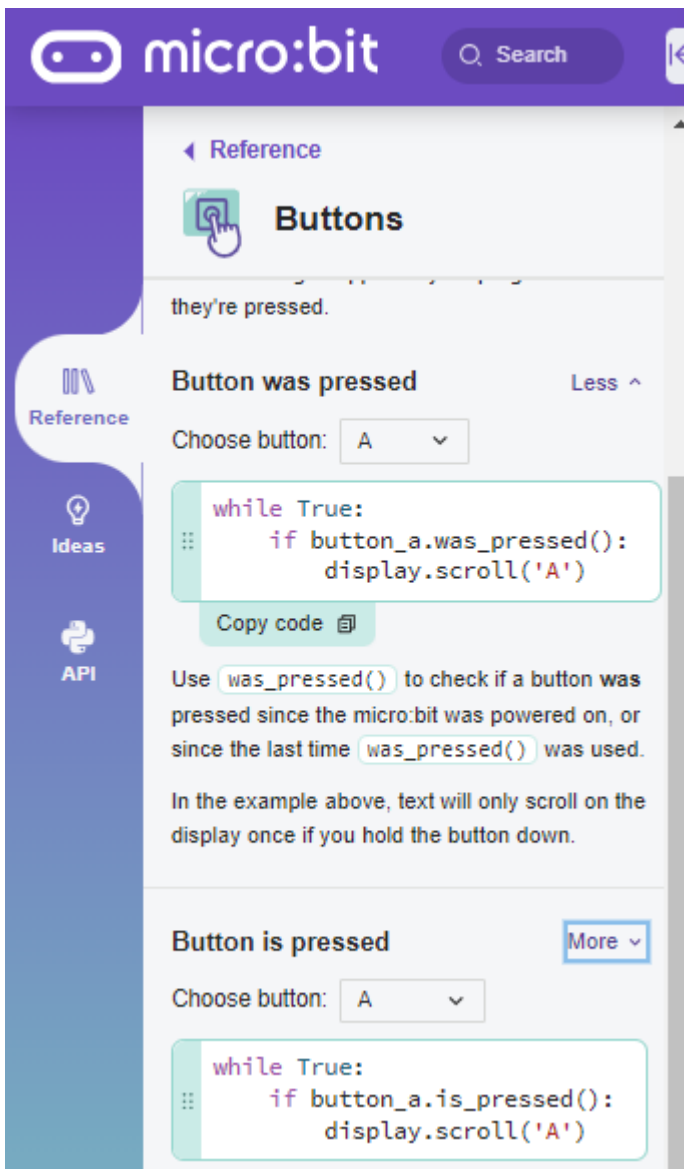 micro:bit
Search
Reference
Buttons
they're pressed.
Button was pressed
Less
Reference
Choose button: A
while True:
    if button_a.was_pressed():
        display.scroll('A')
Ideas
Copy code
API
Use was_pressed() to check if a button was
pressed since the micro:bit was powered on, or
since the last time was_pressed() was used.
In the example above, text will only scroll on the
display once if you hold the button down.
Button is pressed
More
Choose button: A
while True:
    if button_a.is_pressed():
        display.scroll('A')